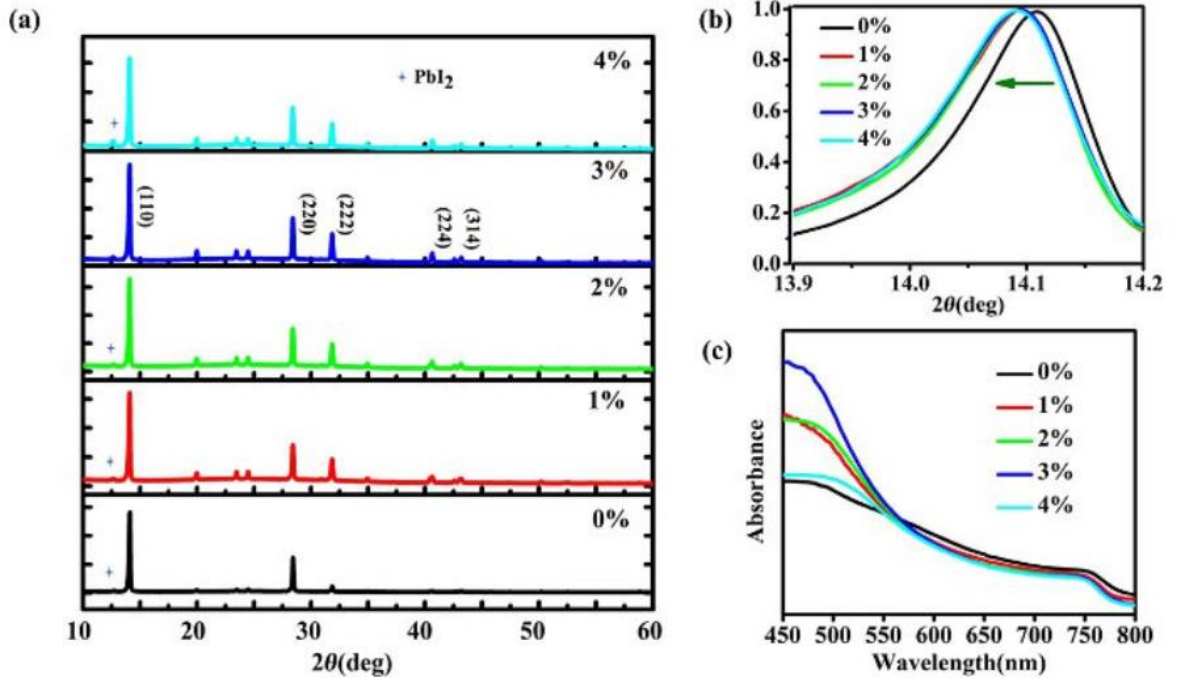 (a)
4%
+ PbI2
3%
(110)
(220)
(222)
(224)
(314)
2%
1%
0%
10 20 30 40 50 60
2θ(deg)
(b)
1.0
0.8
0.6
0.4
0.2
0.0
0%
1%
2%
3%
4%
13.9 14.0 14.1 14.2
2θ(deg)
(c)
Absorbance
0%
1%
2%
3%
4%
450 500 550 600 650 700 750 800
Wavelength(nm)